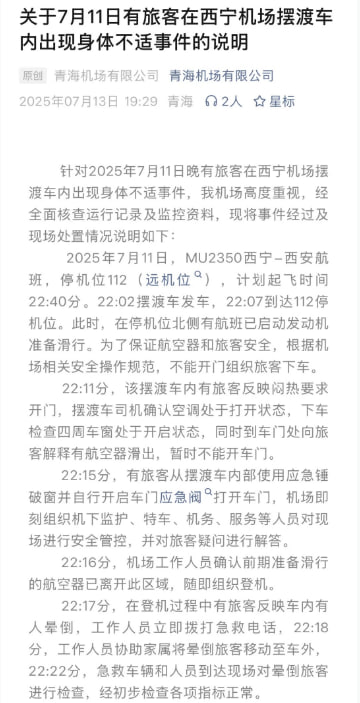 关于7月11日有旅客在西宁机场摆渡车
内出现身体不适事件的说明
原创 青海机场有限公司 青海机场有限公司
2025年07月13日 19:29 青海 2人 星标
针对2025年7月11日晚有旅客在西宁机场摆
渡车内出现身体不适事件，我机场高度重视，经
全面核查运行记录及监控资料，现将事件经过及
现场处置情况说明如下：
2025年7月11日，MU2350西宁-西安航
班，停机位112（远机位），计划起飞时间
22:40分。22:02摆渡车发车，22:07到达112停
机位。此时，在停机位北侧有航班已启动发动机
准备滑行。为了保证航空器和旅客安全，根据机
场相关安全操作规范，不能开门组织旅客下车。
22:11分，该摆渡车内有旅客反映闷热要求
开门，摆渡车司机确认空调处于打开状态，下车
检查四周车窗处于开启状态，同时到车门处向旅
客解释有航空器滑出，暂时不能开车门。
22:15分，有旅客从摆渡车内部使用应急锤
破窗并自行开启车门应急阀打开车门，机场即
刻组织机下监护、特车、机务、服务等人员对现
场进行安全管控，并对旅客疑问进行解答。
22:16分，机场工作人员确认前期准备滑行
的航空器已离开此区域，随即组织登机。
22:17分，在登机过程中有旅客反映车内有
人晕倒，工作人员立即拨打急救电话，22:18
分，工作人员协助家属将晕倒旅客移动至车外，
22:22分，急救车辆和人员到达现场对晕倒旅客
进行检查，经初步检查各项指标正常。